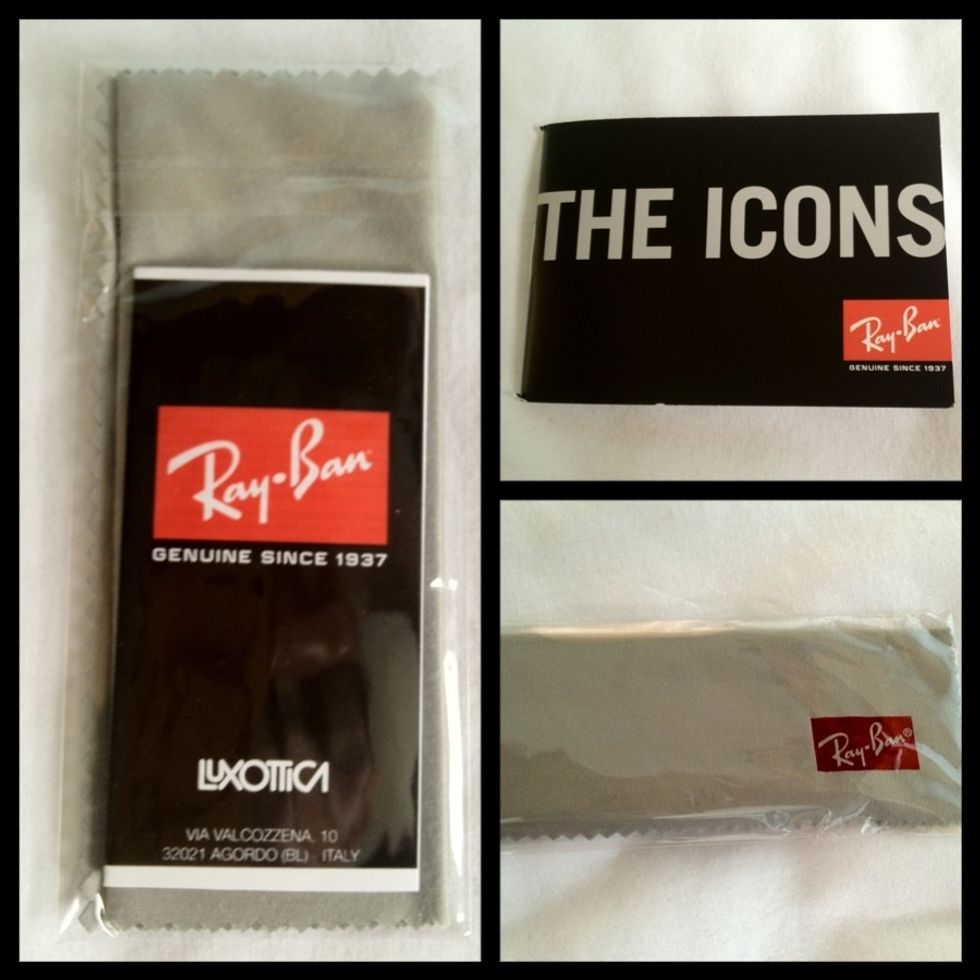 Ray-Ban
GENUINE SINCE 1937
LUXOTTICA
VIA VALCOZZENA, 10
32021 AGORDO (BL) - ITALY
THE ICONS
Ray-Ban
GENUINE SINCE 1937
Ray-Ban®